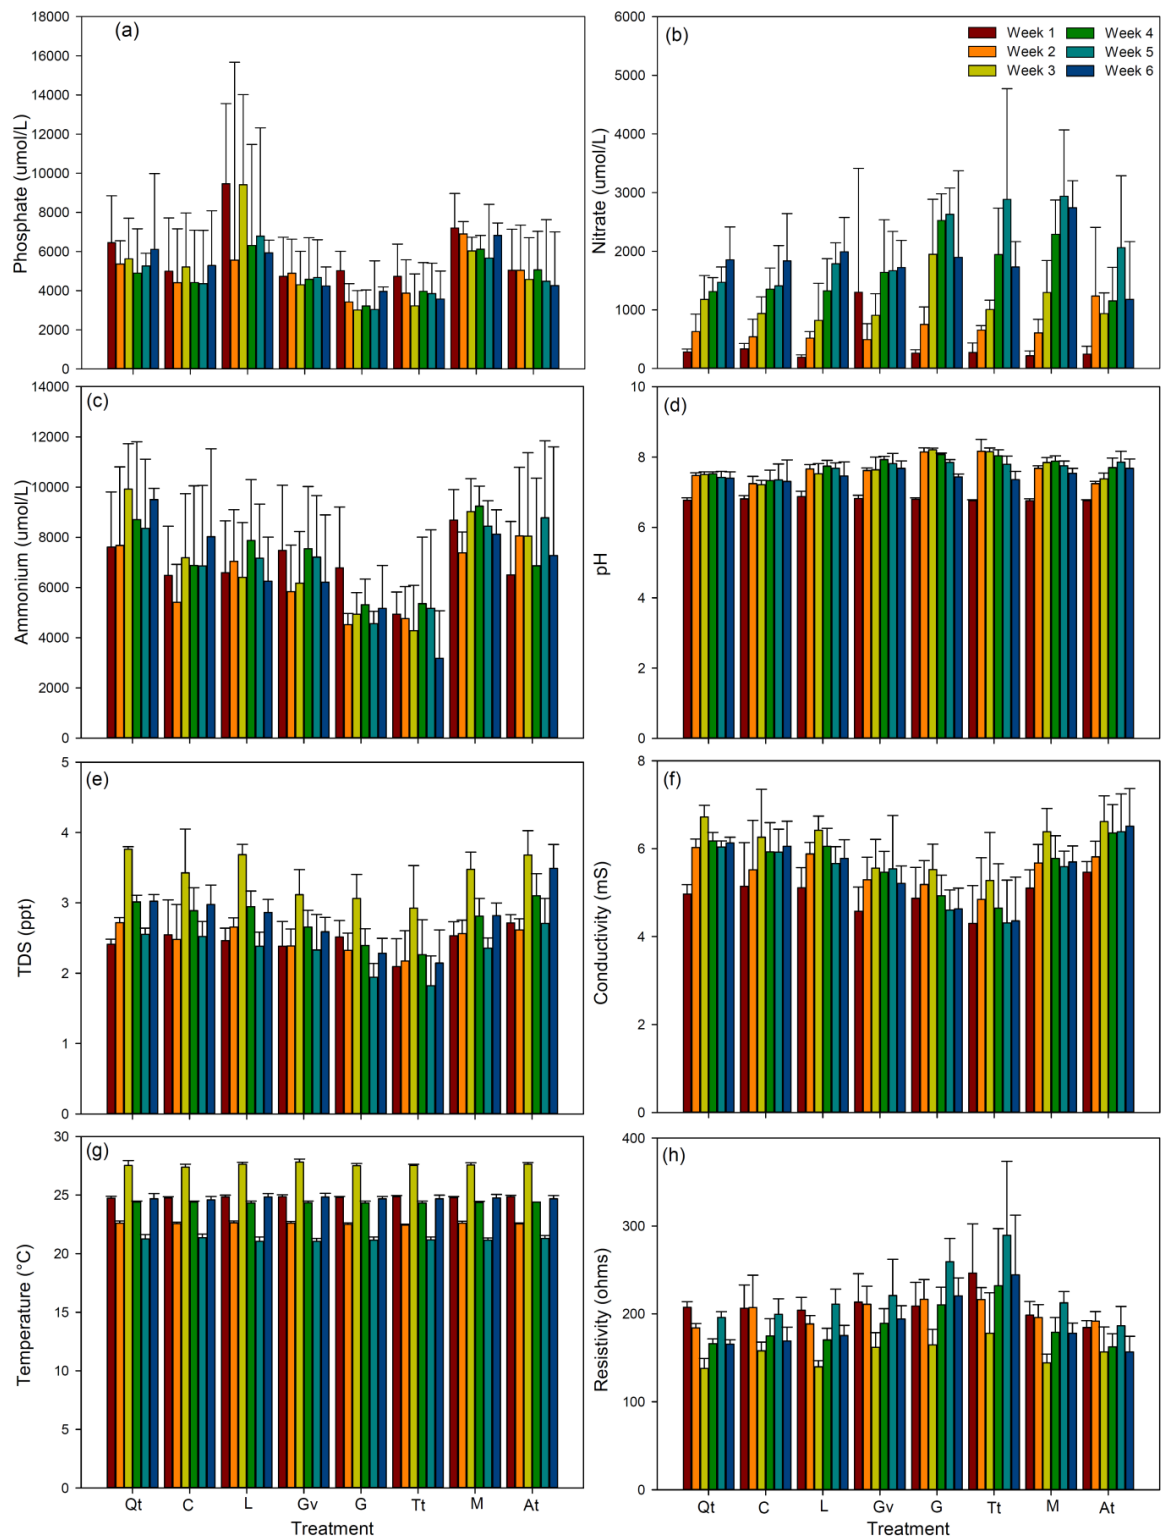 (a)
Phosphate (umol/L)
18000
16000
14000
12000
10000
8000
6000
4000
2000
0
(b)
Nitrate (umol/L)
6000
5000
4000
3000
2000
1000
0
Week 1
Week 2
Week 3
Week 4
Week 5
Week 6
(c)
Ammonium (umol/L)
14000
12000
10000
8000
6000
4000
2000
0
(d)
pH
10
8
6
4
2
0
(e)
TDS (ppt)
5
4
3
2
1
0
(f)
Conductivity (mS)
8
6
4
2
0
(g)
Temperature (°C)
30
25
20
15
10
5
0
Qt C L Gv G Tt M At
Treatment
(h)
Resistivity (ohms)
400
300
200
100
0
Qt C L Gv G Tt M At
Treatment